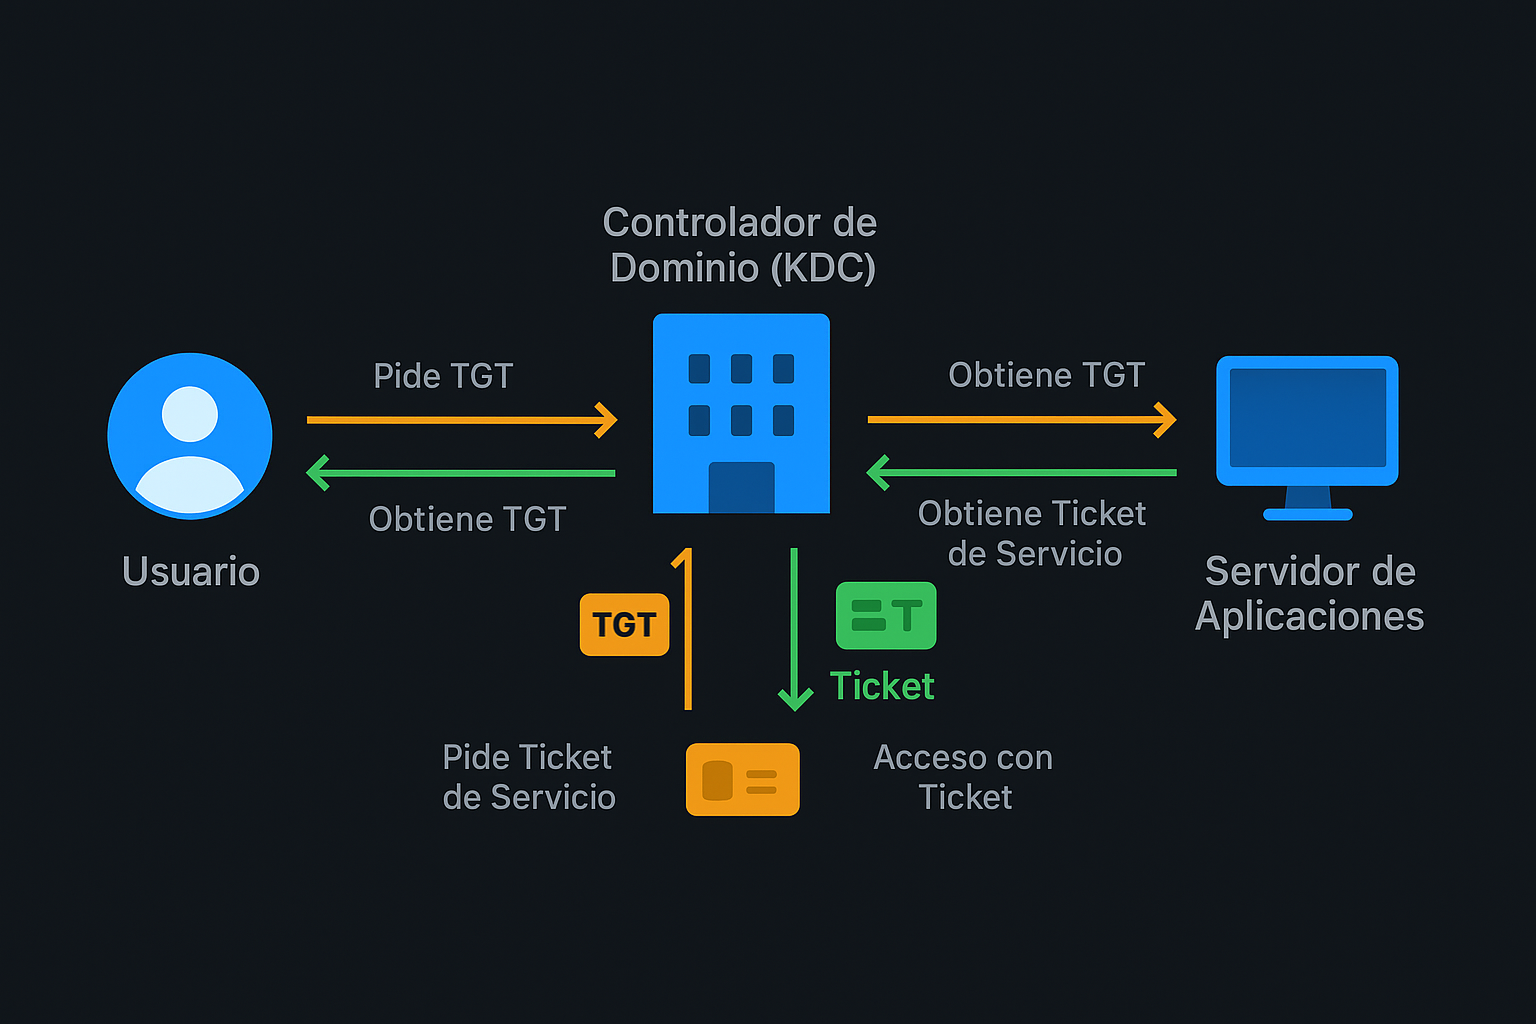 Controlador de
Dominio (KDC)
Pide TGT
Obtiene TGT
Obtiene TGT
Obtiene Ticket
de Servicio
Usuario
Servidor de
Aplicaciones
TGT
T
Ticket
Pide Ticket
de Servicio
Acceso con
Ticket